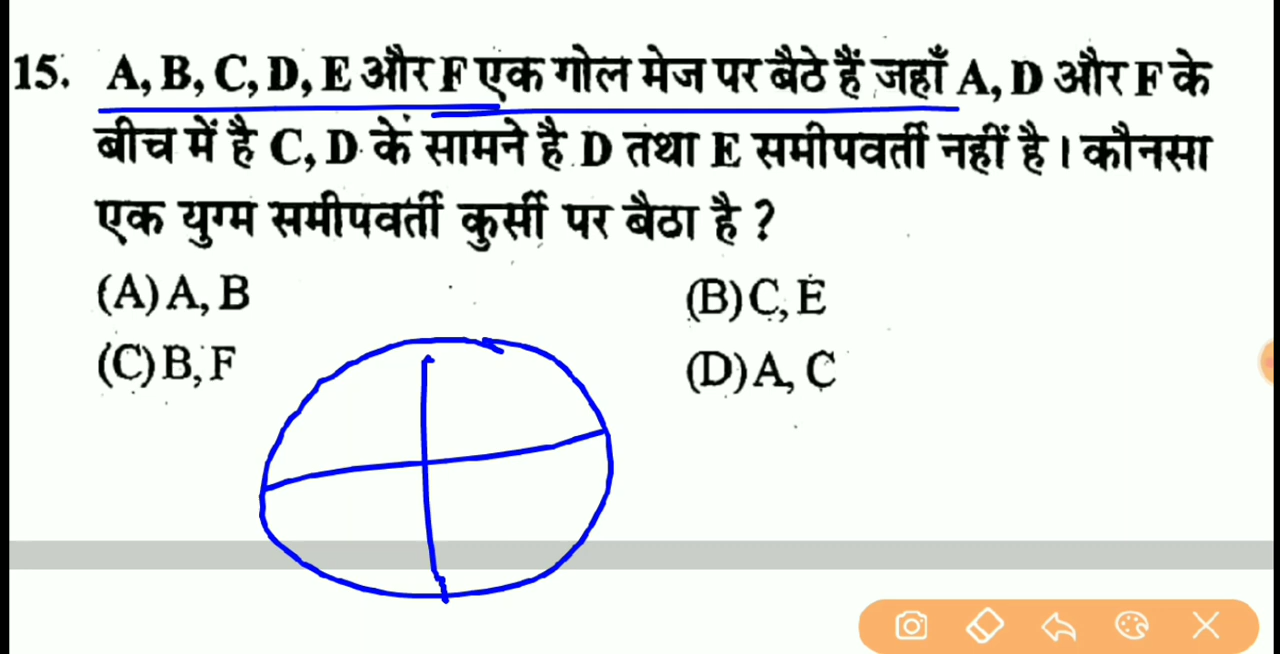 15. A, B, C, D, E और F एक गोल मेज पर बैठे हैं जहाँ A, D और F के
बीच में है C, D के सामने है D तथा E समीपवर्ती नहीं है। कौनसा
एक युग्म समीपवर्ती कुर्सी पर बैठा है ?
(A) A, B (B) C, E
(C) B, F (D) A, C